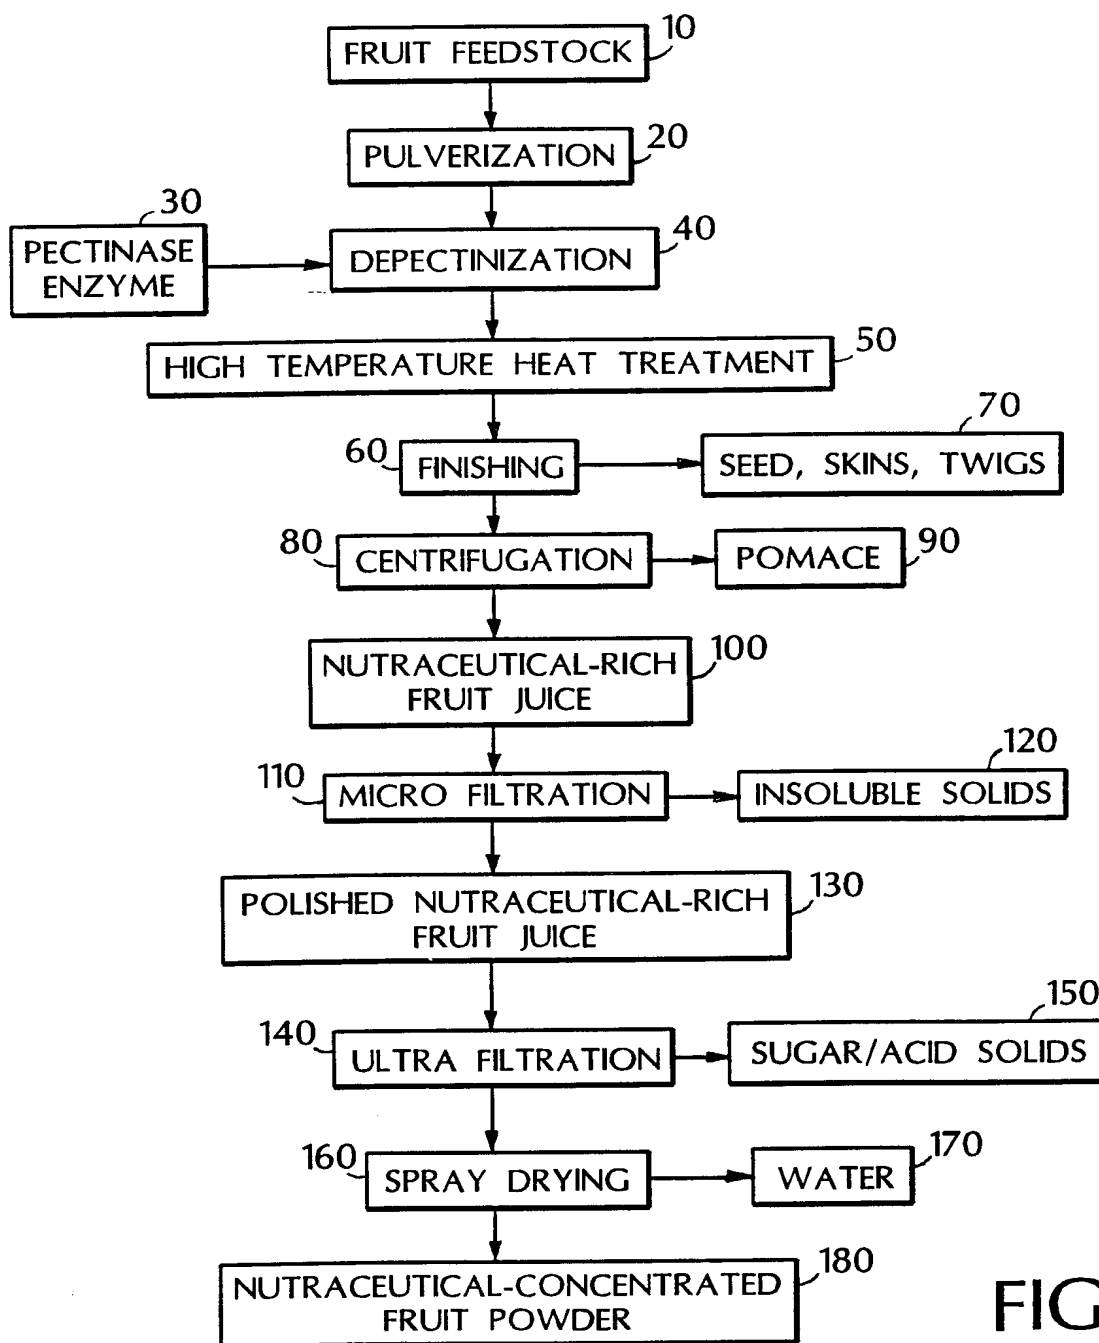 10
FRUIT FEEDSTOCK
20
PULVERIZATION
30
PECTINASE
ENZYME
40
DEPECTINIZATION
50
HIGH TEMPERATURE HEAT TREATMENT
60
FINISHING
70
SEED, SKINS, TWIGS
80
CENTRIFUGATION
POMACE
90
NUTRACEUTICAL-RICH
FRUIT JUICE
100
110
MICRO FILTRATION
120
INSOLUBLE SOLIDS
POLISHED NUTRACEUTICAL-RICH
FRUIT JUICE
130
140
ULTRA FILTRATION
150
SUGAR/ACID SOLIDS
160
SPRAY DRYING
WATER
170
NUTRACEUTICAL-CONCENTRATED
FRUIT POWDER
180
FIG